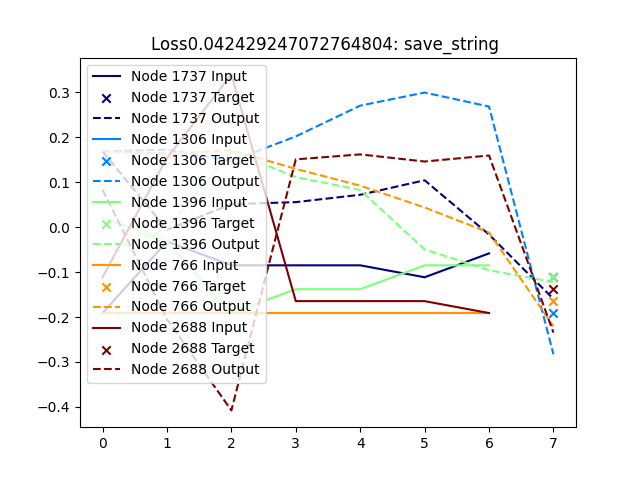 Loss0.042429247072764804: save_string
Node 1737 Input
Node 1737 Target
Node 1737 Output
Node 1306 Input
Node 1306 Target
Node 1306 Output
Node 1396 Input
Node 1396 Target
Node 1396 Output
Node 766 Input
Node 766 Target
Node 766 Output
Node 2688 Input
Node 2688 Target
Node 2688 Output
0.3
0.2
0.1
0.0
−0.1
−0.2
−0.3
−0.4
0 1 2 3 4 5 6 7